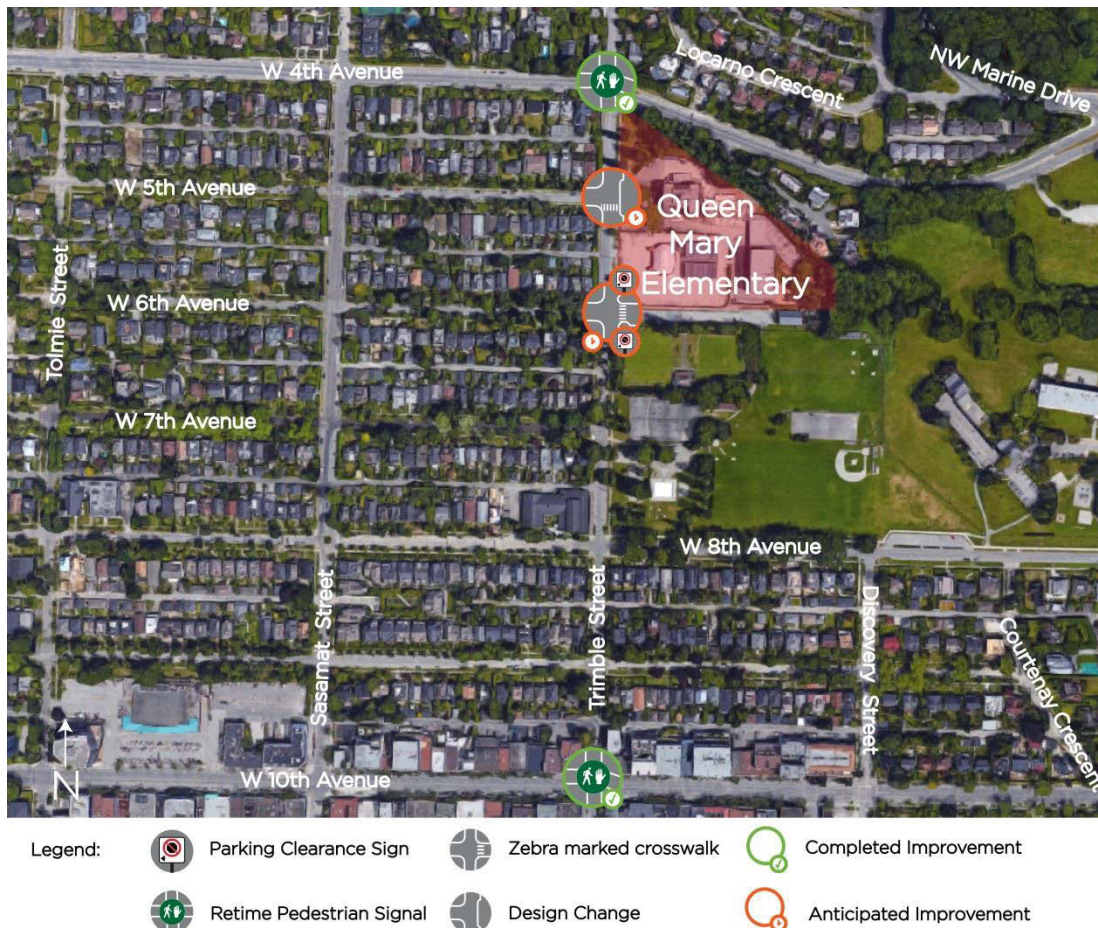 W 4th Avenue
Locarno Crescent
NW Marine Drive
W 5th Avenue
Queen
Mary
Elementary
Tolmie Street
W 6th Avenue
W 7th Avenue
W 8th Avenue
Sasamat Street
Trimble Street
Discovery Street
Courtenay Crescent
N
W 10th Avenue
Legend:
Parking Clearance Sign
Zebra marked crosswalk
Completed Improvement
Retime Pedestrian Signal
Design Change
Anticipated Improvement